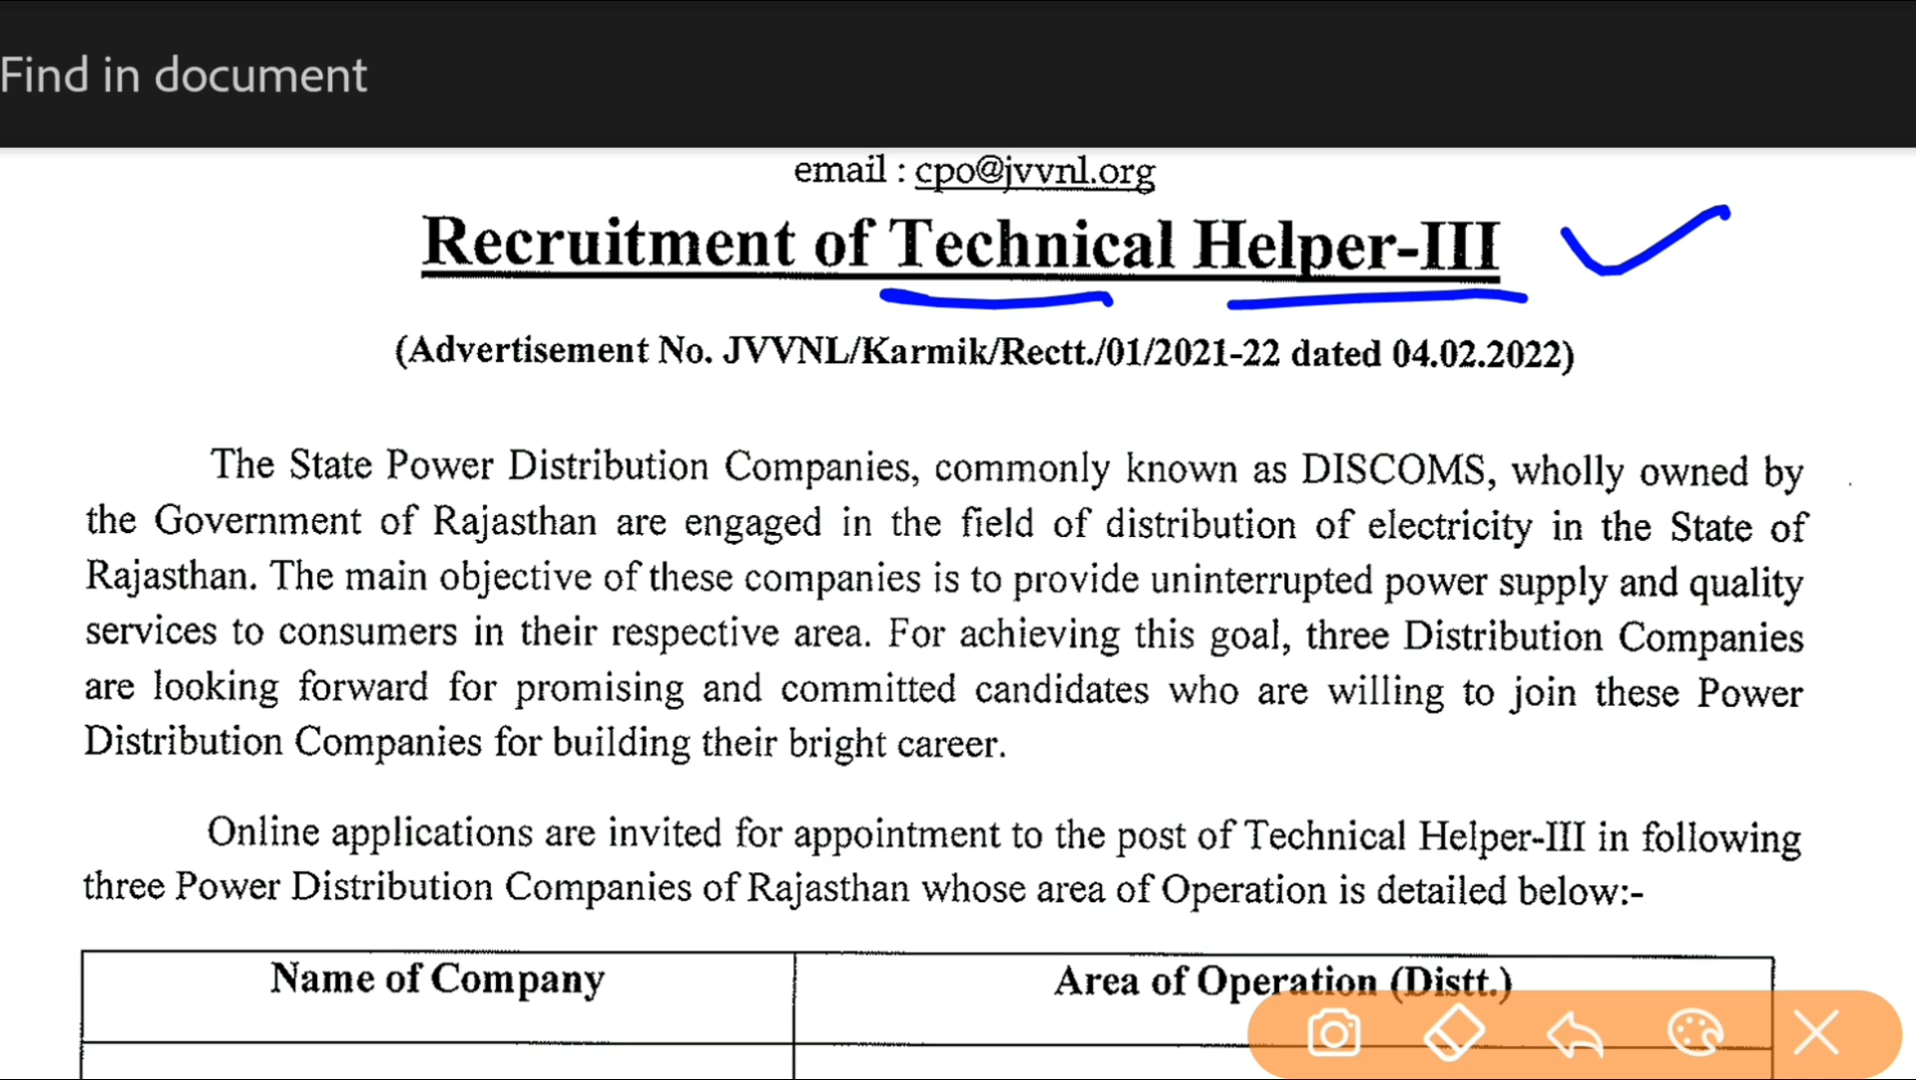 Find in document
email : cpo@jvvnl.org
Recruitment of Technical Helper-III
(Advertisement No. JVVNL/Karmik/Rectt./01/2021-22 dated 04.02.2022)
The State Power Distribution Companies, commonly known as DISCOMS, wholly owned by
the Government of Rajasthan are engaged in the field of distribution of electricity in the State of
Rajasthan. The main objective of these companies is to provide uninterrupted power supply and quality
services to consumers in their respective area. For achieving this goal, three Distribution Companies
are looking forward for promising and committed candidates who are willing to join these Power
Distribution Companies for building their bright career.
Online applications are invited for appointment to the post of Technical Helper-III in following
three Power Distribution Companies of Rajasthan whose area of Operation is detailed below:-
Name of Company
Area of Operation (Distt.)